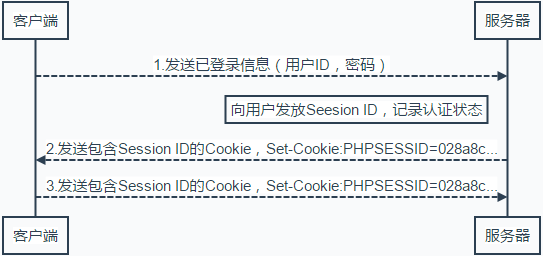 客户端
服务器
1.发送已登录信息（用户ID，密码）
向用户发放Seesion ID，记录认证状态
2.发送包含Session ID的Cookie，Set-Cookie:PHPSESSID=028a8c...
3.发送包含Session ID的Cookie，Set-Cookie:PHPSESSID=028a8c...
客户端
服务器